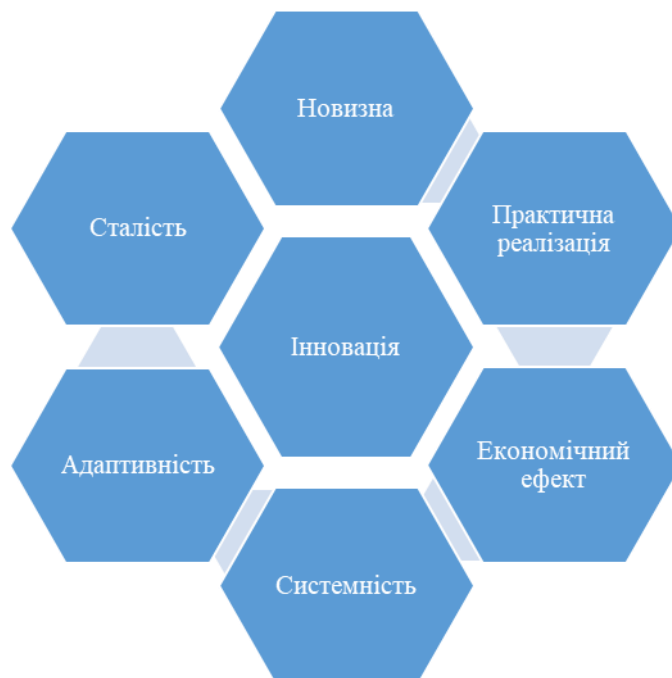 Новизна
Практична
реалізація
Сталість
Інновація
Економічний
ефект
Адаптивність
Системність